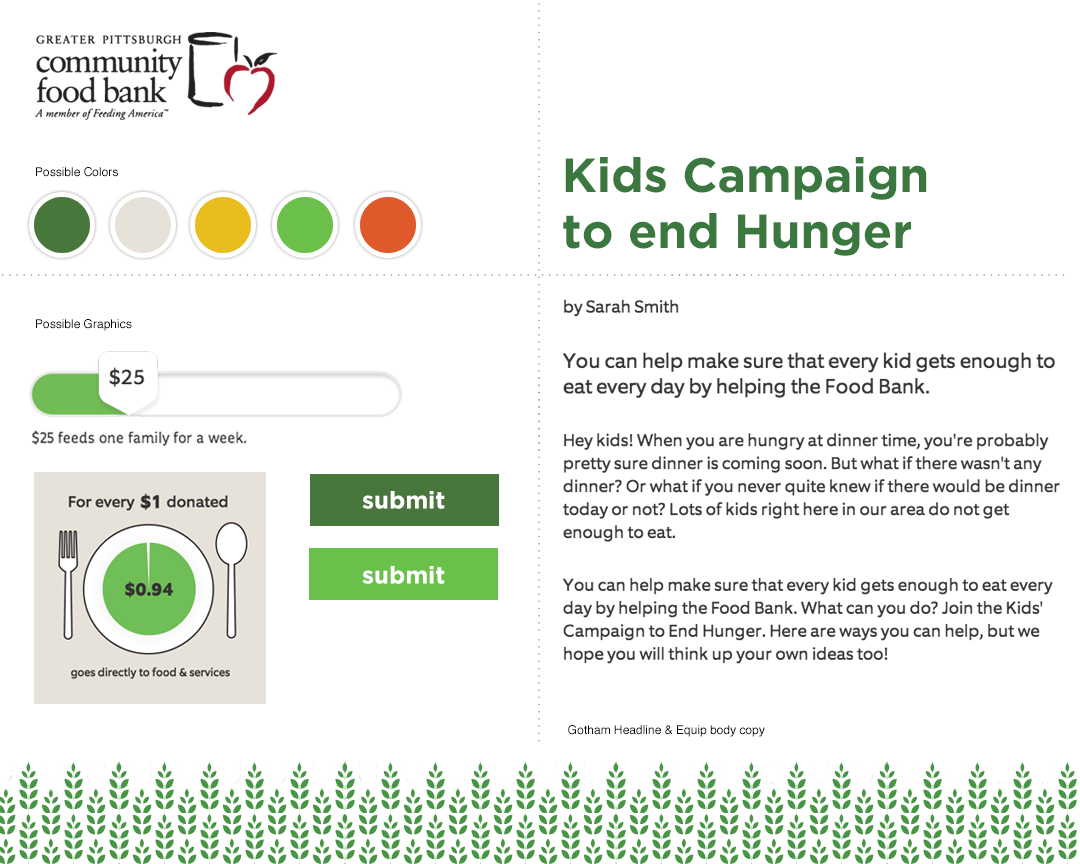 GREATER PITTSBURGH
community
food bank
A member of Feeding America™
Possible Colors
Possible Graphics
$25
$25 feeds one family for a week.
For every $1 donated
$0.94
goes directly to food & services
submit
submit
Kids Campaign
to end Hunger
by Sarah Smith
You can help make sure that every kid gets enough to
eat every day by helping the Food Bank.
Hey kids! When you are hungry at dinner time, you're probably
pretty sure dinner is coming soon. But what if there wasn't any
dinner? Or what if you never quite knew if there would be dinner
today or not? Lots of kids right here in our area do not get
enough to eat.
You can help make sure that every kid gets enough to eat every
day by helping the Food Bank. What can you do? Join the Kids'
Campaign to End Hunger. Here are ways you can help, but we
hope you will think up your own ideas too!
Gotham Headline & Equip body copy